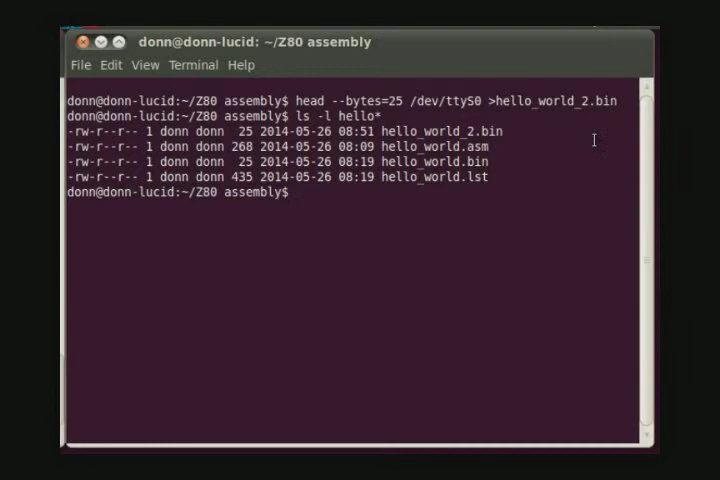 donn@donn-lucid: ~/Z80 assembly
File Edit View Terminal Help
donn@donn-lucid:~/Z80 assembly$ head --bytes=25 /dev/ttyS0 >hello_world_2.bin
donn@donn-lucid:~/Z80 assembly$ ls -l hello*
-rw-r--r-- 1 donn donn  25 2014-05-26 08:51 hello_world_2.bin
-rw-r--r-- 1 donn donn 268 2014-05-26 08:09 hello_world.asm
-rw-r--r-- 1 donn donn  25 2014-05-26 08:19 hello_world.bin
-rw-r--r-- 1 donn donn 435 2014-05-26 08:19 hello_world.lst
donn@donn-lucid:~/Z80 assembly$